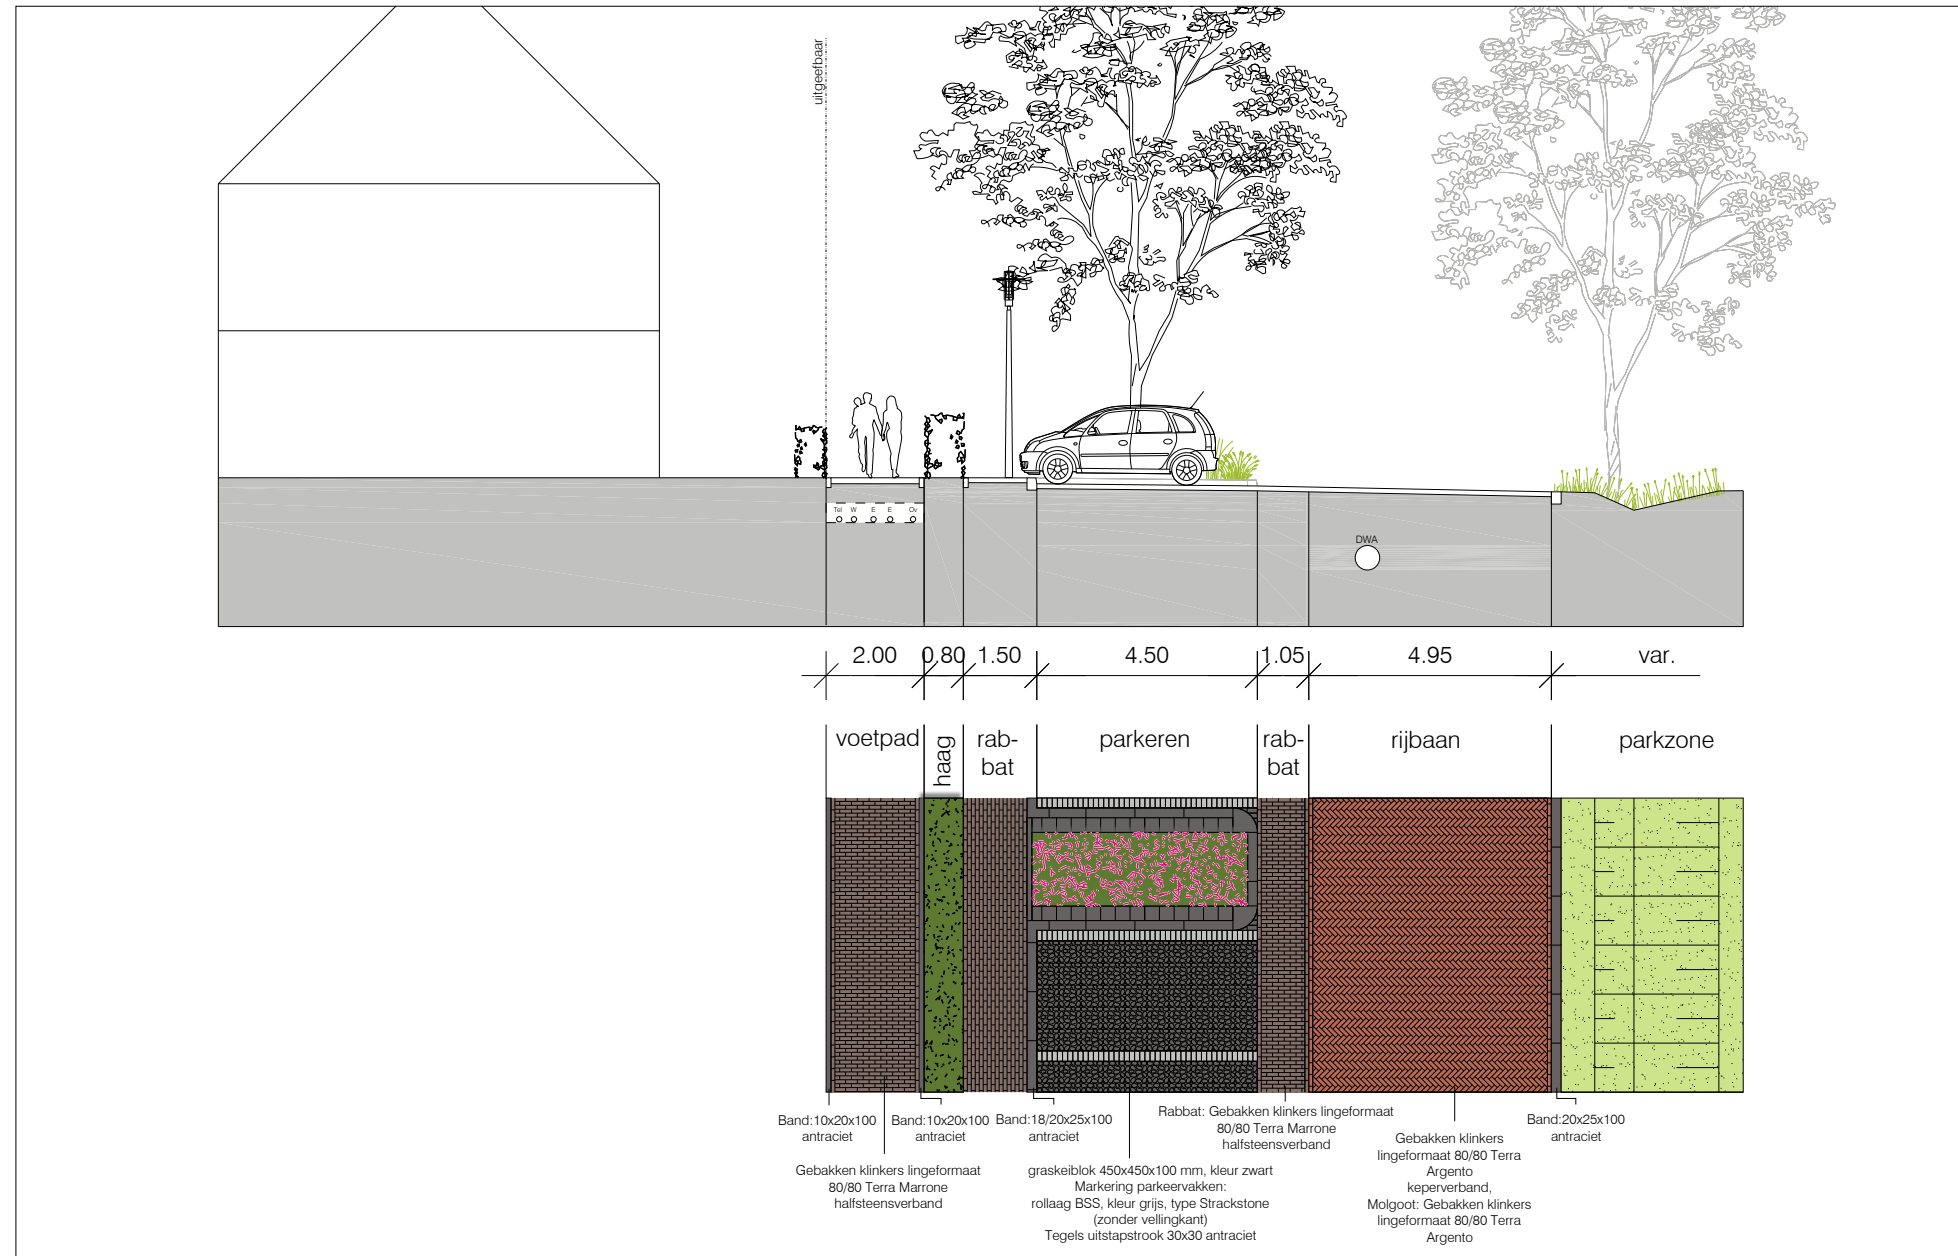 uitgeefbaar
Tel W E E Ov
DWA
2.00 0.80 1.50 4.50 1.05 4.95 var.
voetpad
haag
rab-
bat
parkeren
rab-
bat
rijbaan
parkzone
Band:10x20x100
antraciet
Band:10x20x100
antraciet
Band:18/20x25x100
antraciet
Rabbat: Gebakken klinkers lingeformaat
80/80 Terra Marrone
halfsteensverband
Band:20x25x100
antraciet
Gebakken klinkers lingeformaat
80/80 Terra Marrone
halfsteensverband
graskeiblok 450x450x100 mm, kleur zwart
Markering parkeervakken:
rollaag BSS, kleur grijs, type Strackstone
(zonder vellingkant)
Tegels uitstapstrook 30x30 antraciet
Gebakken klinkers
lingeformaat 80/80 Terra
Argento
keperverband,
Molgoot: Gebakken klinkers
lingeformaat 80/80 Terra
Argento